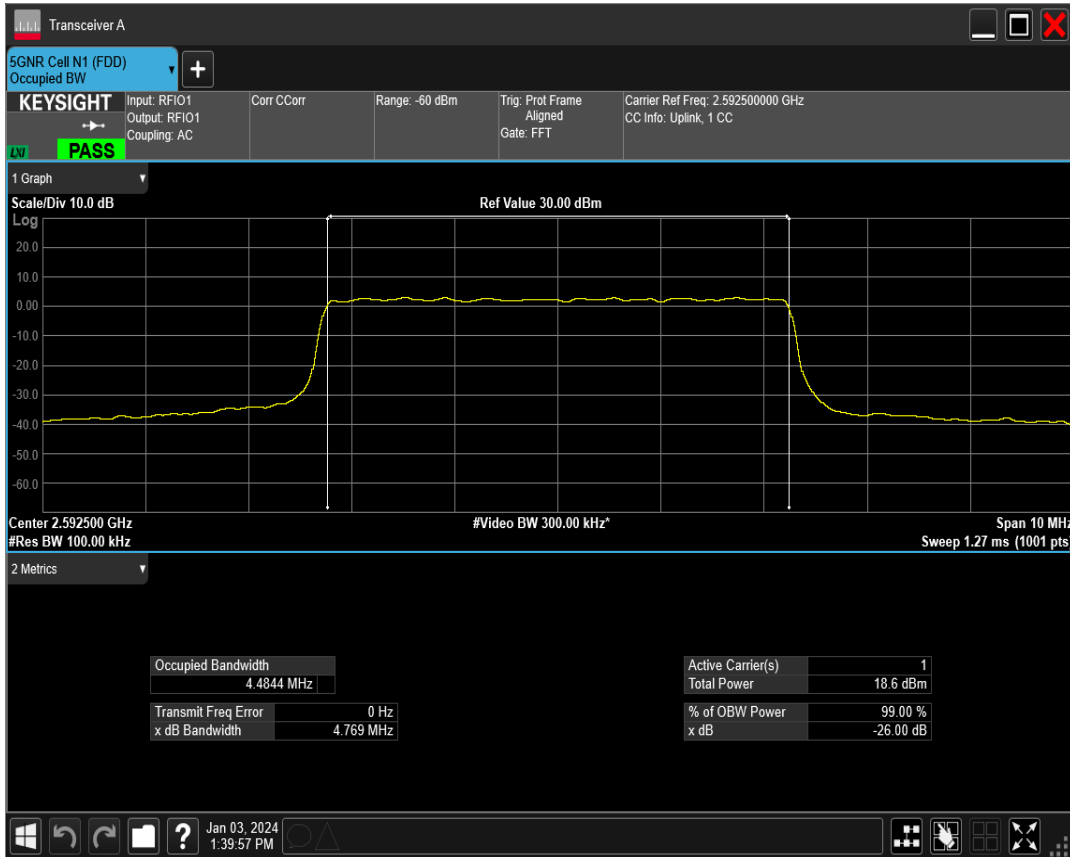 Transceiver A
5GNR Cell N1 (FDD)
Occupied BW
+
KEYSIGHT
LXI
PASS
Input: RFIO1
Output: RFIO1
Coupling: AC
Corr CCorr
Range: -60 dBm
Trig: Prot Frame
Aligned
Gate: FFT
Carrier Ref Freq: 2.592500000 GHz
CC Info: Uplink, 1 CC
1 Graph
Scale/Div 10.0 dB
Ref Value 30.00 dBm
Log
20.0
10.0
0.00
-10.0
-20.0
-30.0
-40.0
-50.0
-60.0
Center 2.592500 GHz
#Video BW 300.00 kHz*
Span 10 MHz
#Res BW 100.00 kHz
Sweep 1.27 ms (1001 pts)
2 Metrics
Occupied Bandwidth
4.4844 MHz
Transmit Freq Error 0 Hz
x dB Bandwidth 4.769 MHz
Active Carrier(s) 1
Total Power 18.6 dBm
% of OBW Power 99.00 %
x dB -26.00 dB
?
Jan 03, 2024
1:39:57 PM